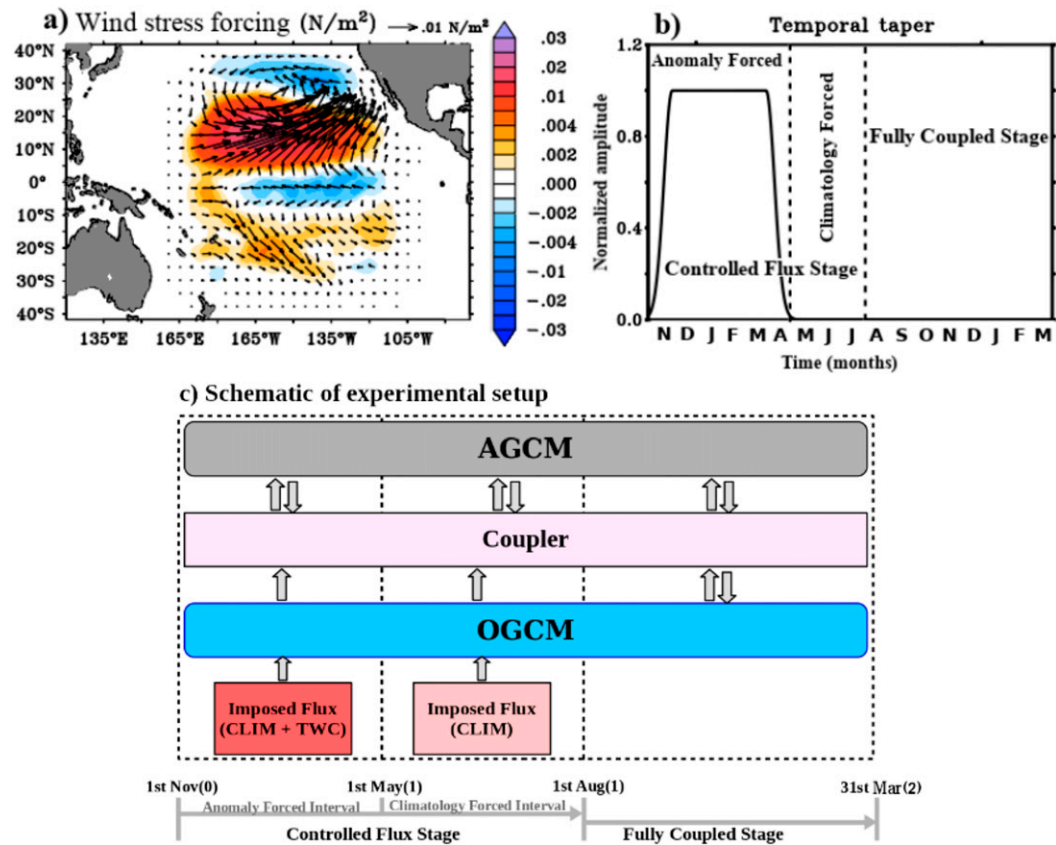 a) Wind stress forcing (N/m²) .01 N/m²
40°N
30°N
20°N
10°N
0°
10°S
20°S
30°S
40°S
135°E 165°E 165°W 135°W 105°W
.03
.02
.01
.004
.002
.000
-.002
-.004
-.01
-.02
-.03
b) Temporal taper
Normalized amplitude
1.2
0.8
0.4
0.0
Anomaly Forced
Climatology Forced
Fully Coupled Stage
Controlled Flux Stage
N D J F M A M J J A S O N D J F M
Time (months)
c) Schematic of experimental setup
AGCM
Coupler
OGCM
Imposed Flux
(CLIM + TWC)
Imposed Flux
(CLIM)
1st Nov(0) 1st May(1) 1st Aug(1) 31st Mar(2)
Anomaly Forced Interval Climatology Forced Interval
Controlled Flux Stage Fully Coupled Stage